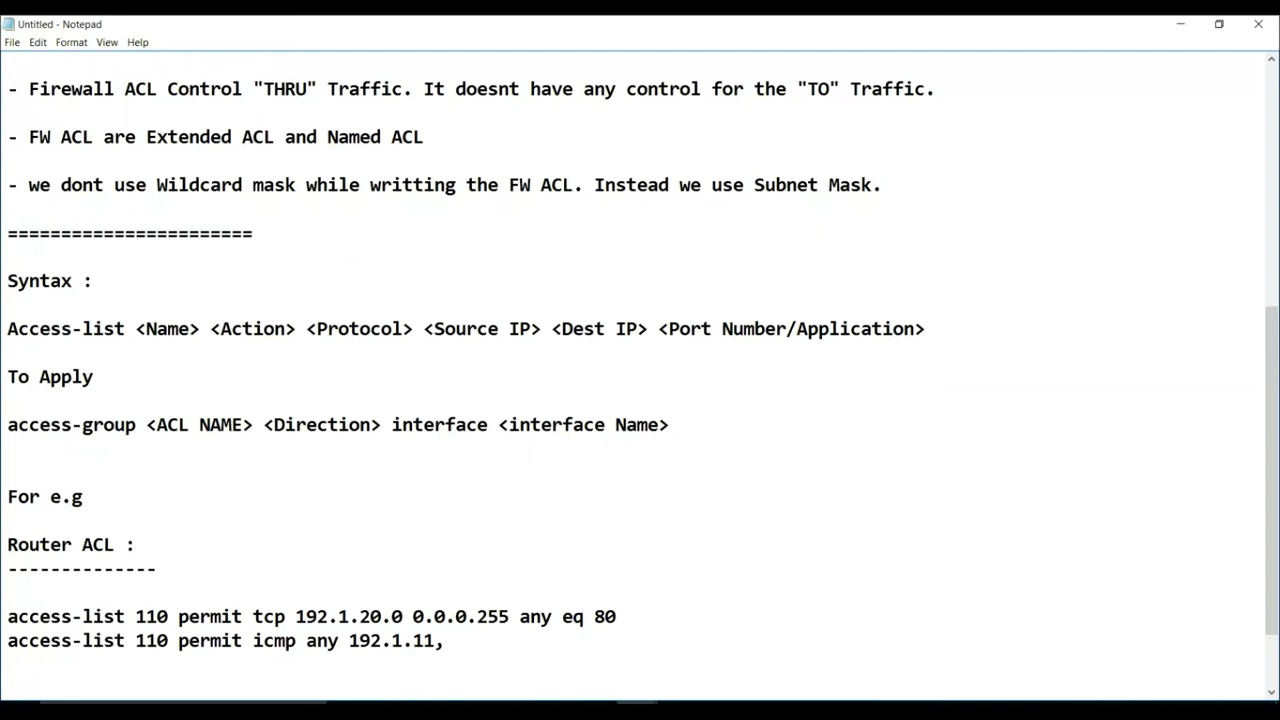 Untitled - Notepad
File Edit Format View Help
- Firewall ACL Control "THRU" Traffic. It doesnt have any control for the "TO" Traffic.
- FW ACL are Extended ACL and Named ACL
- we dont use Wildcard mask while writting the FW ACL. Instead we use Subnet Mask.
=======================
Syntax :
Access-list <Name> <Action> <Protocol> <Source IP> <Dest IP> <Port Number/Application>
To Apply
access-group <ACL NAME> <Direction> interface <interface Name>
For e.g
Router ACL :
--------------
access-list 110 permit tcp 192.1.20.0 0.0.0.255 any eq 80
access-list 110 permit icmp any 192.1.11,